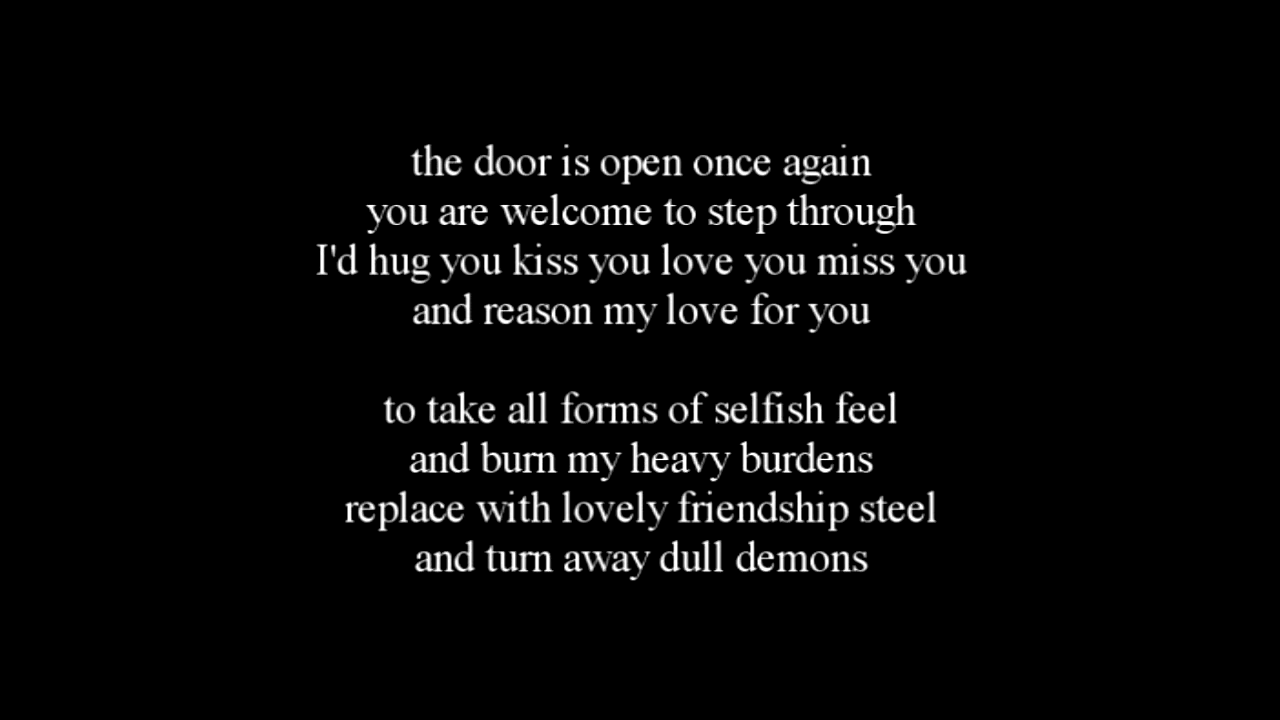 the door is open once again
you are welcome to step through
I'd hug you kiss you love you miss you
and reason my love for you
to take all forms of selfish feel
and burn my heavy burdens
replace with lovely friendship steel
and turn away dull demons